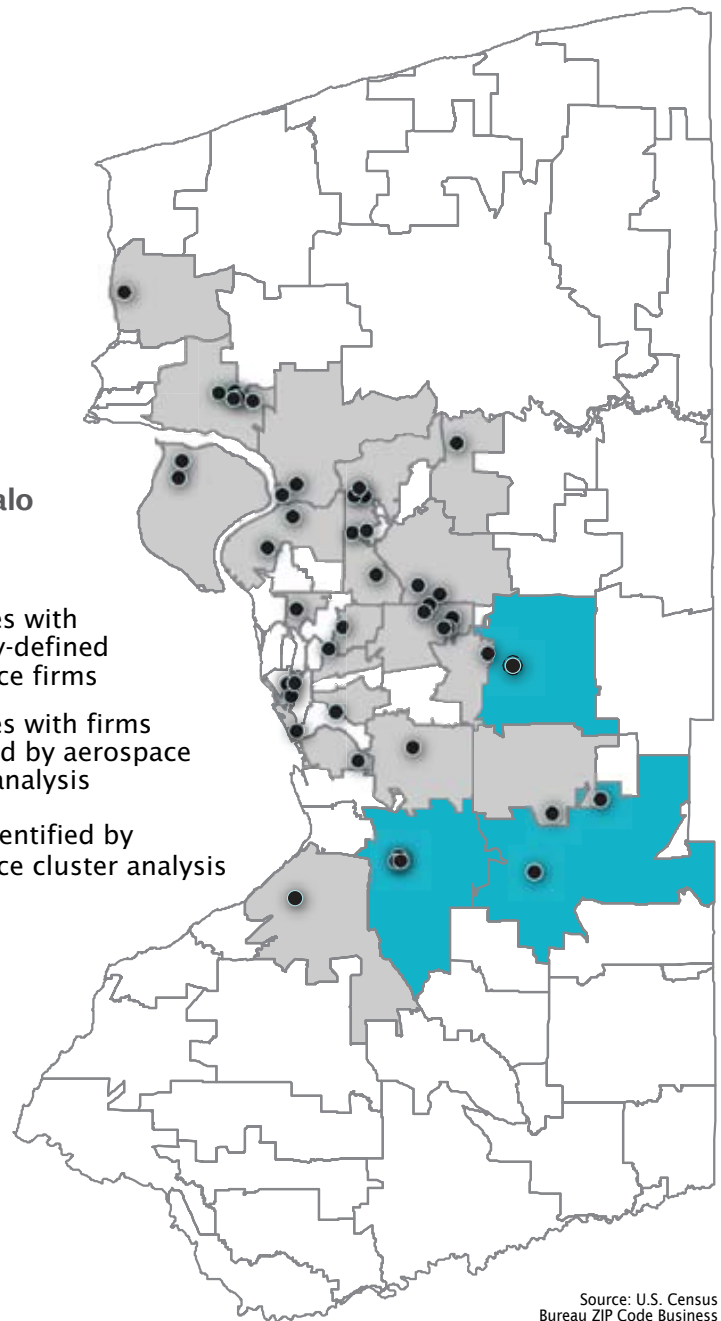 alo
es with
y-defined
ce firms
es with firms
d by aerospace
analysis
entified by
ce cluster analysis
Source: U.S. Census
Bureau ZIP Code Business